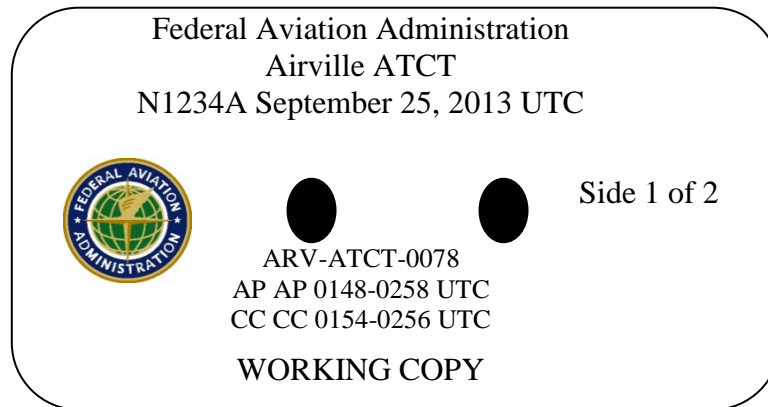 Federal Aviation Administration
Airville ATCT
N1234A September 25, 2013 UTC
FEDERAL AVIATION
ADMINISTRATION
Side 1 of 2
ARV-ATCT-0078
AP AP 0148-0258 UTC
CC CC 0154-0256 UTC
WORKING COPY